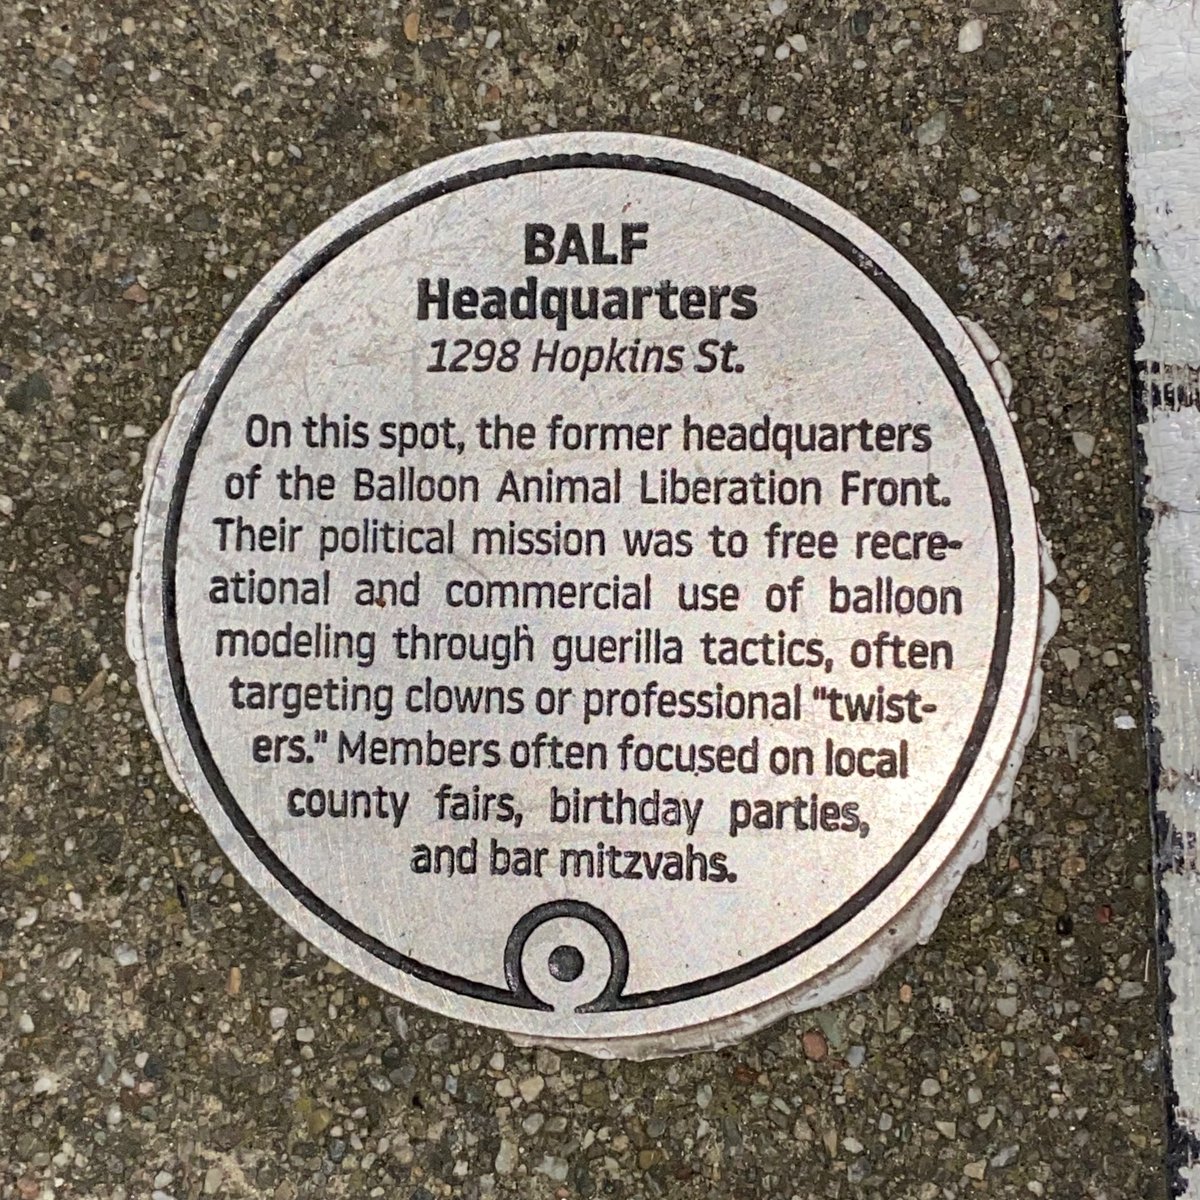 BALF
Headquarters
1298 Hopkins St.
On this spot, the former headquarters
of the Balloon Animal Liberation Front.
Their political mission was to free recre-
ational and commercial use of balloon
modeling through guerilla tactics, often
targeting clowns or professional "twist-
ers." Members often focused on local
county fairs, birthday parties,
and bar mitzvahs.